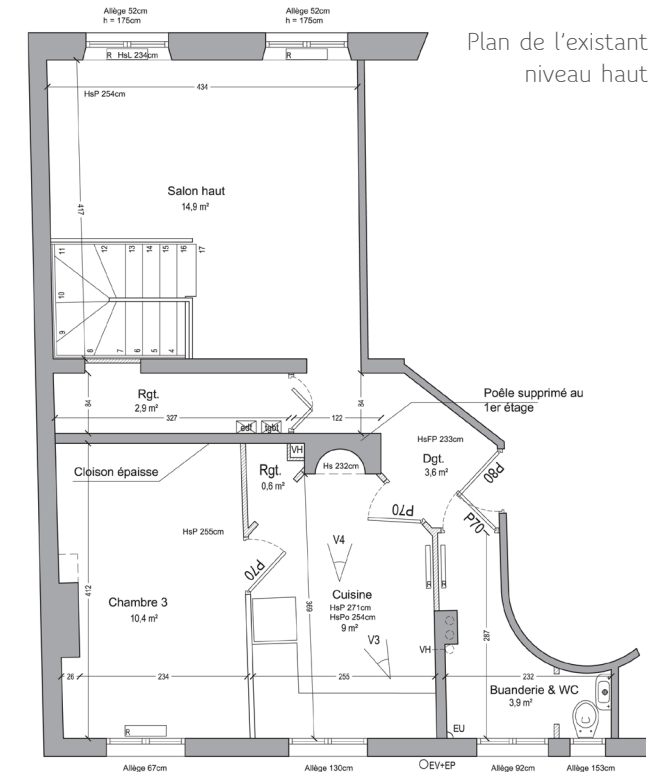 Allège 52cm
h = 175cm
Allège 52cm
h = 175cm
Plan de l'existant
niveau haut
R HsL 234cm
R
434
HsP 254cm
Salon haut
14,9 m²
417
11
12
13
14
15
16
17
10
9
8
7
6
5
4
Rgt.
2,9 m²
84
327
122
84
edf
tgbt
Poêle supprimé au
1er étage
HsFP 233cm
Dgt.
3,6 m²
P80
P70
VH
Rgt.
0,6 m²
Hs 232cm
Cloison épaisse
HsP 255cm
P70
P70
V4
R
R
412
369
287
Chambre 3
10,4 m²
Cuisine
HsP 271cm
HsPo 254cm
9 m²
V3
VH
26
234
255
232
Buanderie & WC
3,9 m²
R
EU
EV+EP
Allège 67cm
Allège 130cm
Allège 92cm
Allège 153cm